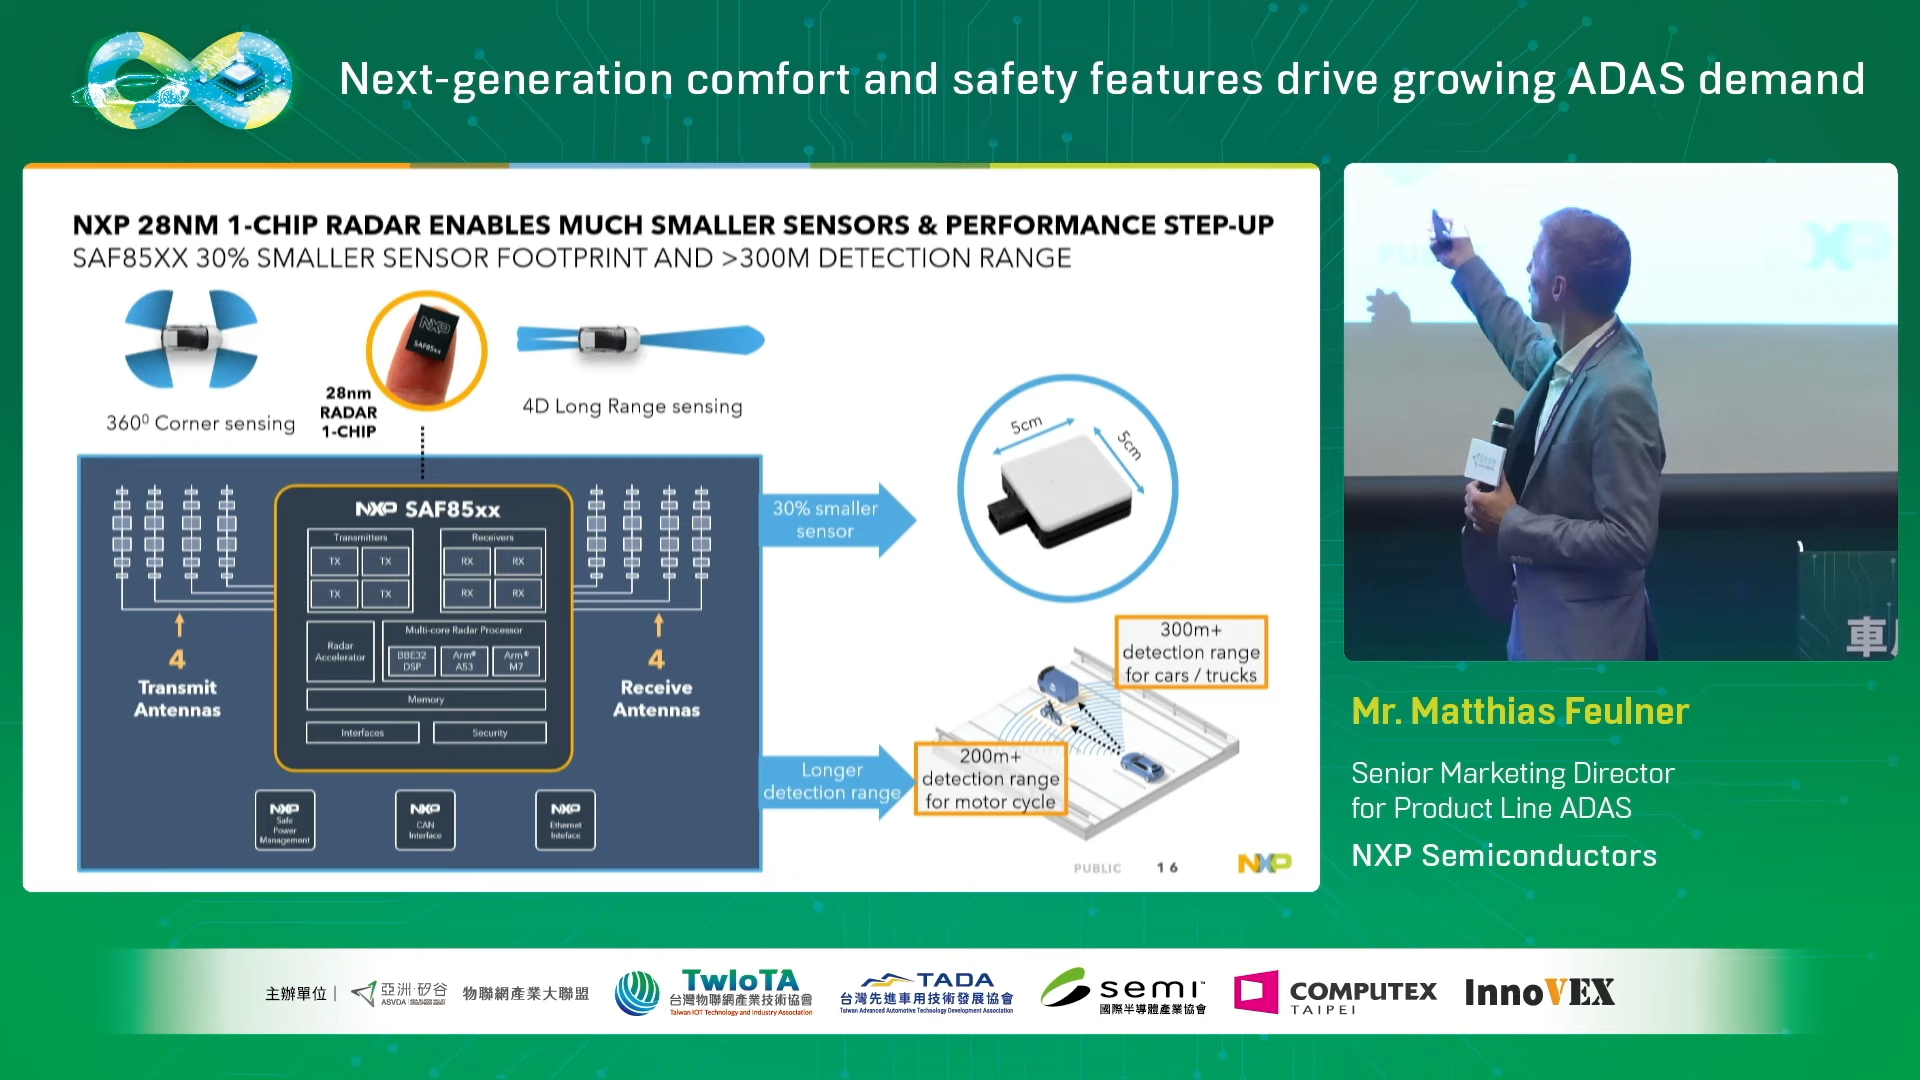 Next-generation comfort and safety features drive growing ADAS demand
NXP 28NM 1-CHIP RADAR ENABLES MUCH SMALLER SENSORS & PERFORMANCE STEP-UP
SAF85XX 30% SMALLER SENSOR FOOTPRINT AND >300M DETECTION RANGE
360⁰ Corner sensing
28nm
RADAR
1-CHIP
NXP
SAF85xx
4D Long Range sensing
NXP SAF85xx
Transmitters
TX TX
TX TX
Receivers
RX RX
RX RX
Radar
Accelerator
Multi-core Radar Processor
BBE32
DSP
Arm®
A53
Arm®
M7
Memory
Interfaces
Security
4
Transmit
Antennas
4
Receive
Antennas
NXP
Safe
Power
Management
NXP
CAN
Interface
NXP
Ethernet
Inteface
30% smaller
sensor
Longer
detection range
5cm
5cm
300m+
detection range
for cars / trucks
200m+
detection range
for motor cycle
PUBLIC
16
NXP
NXP
車
Mr. Matthias Feulner
Senior Marketing Director
for Product Line ADAS
NXP Semiconductors
主辦單位
亞洲·矽谷
ASVDA
物聯網產業大聯盟
TwIoTA
台灣物聯網產業技術協會
Taiwan IOT Technology and Industry Association
TADA
台灣先進車用技術發展協會
Taiwan Advanced Automotive Technology Development Association
semi™
國際半導體產業協會
COMPUTEX
TAIPEI
InnoVEX